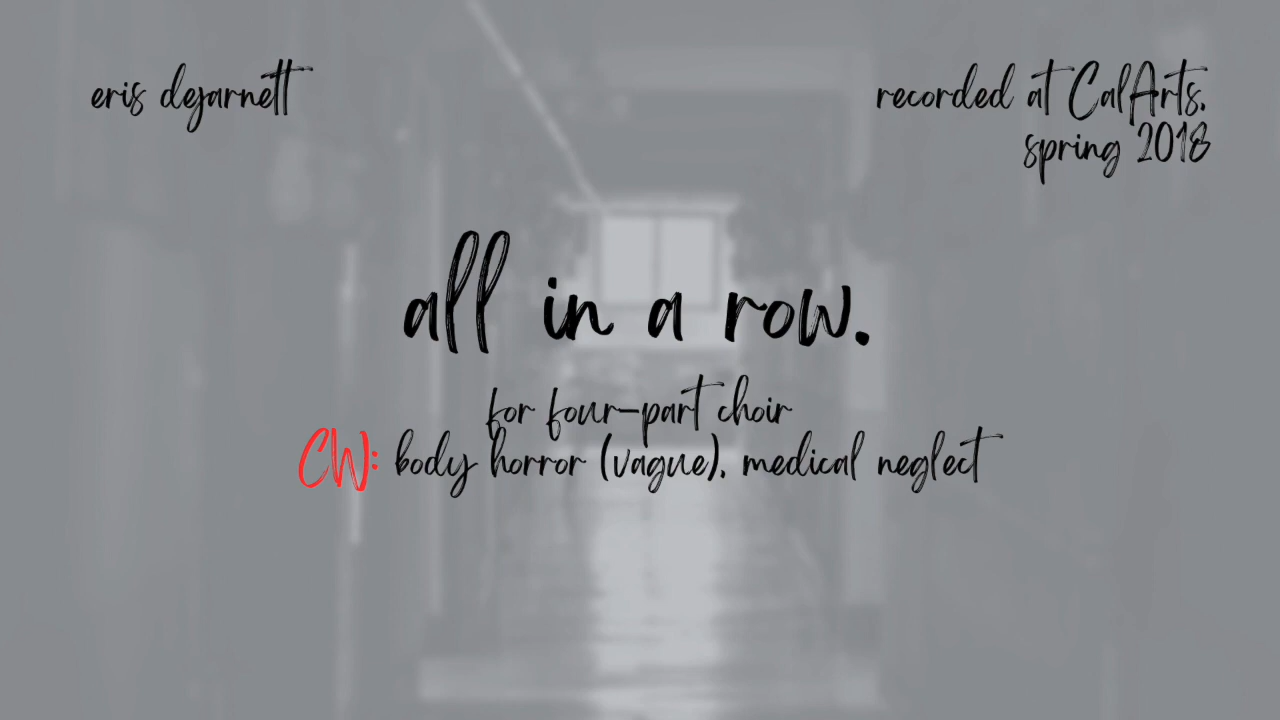 eris dejarnett
recorded at CalArts,
spring 2018
all in a row.
for four-part choir
CW: body horror (vague), medical neglect